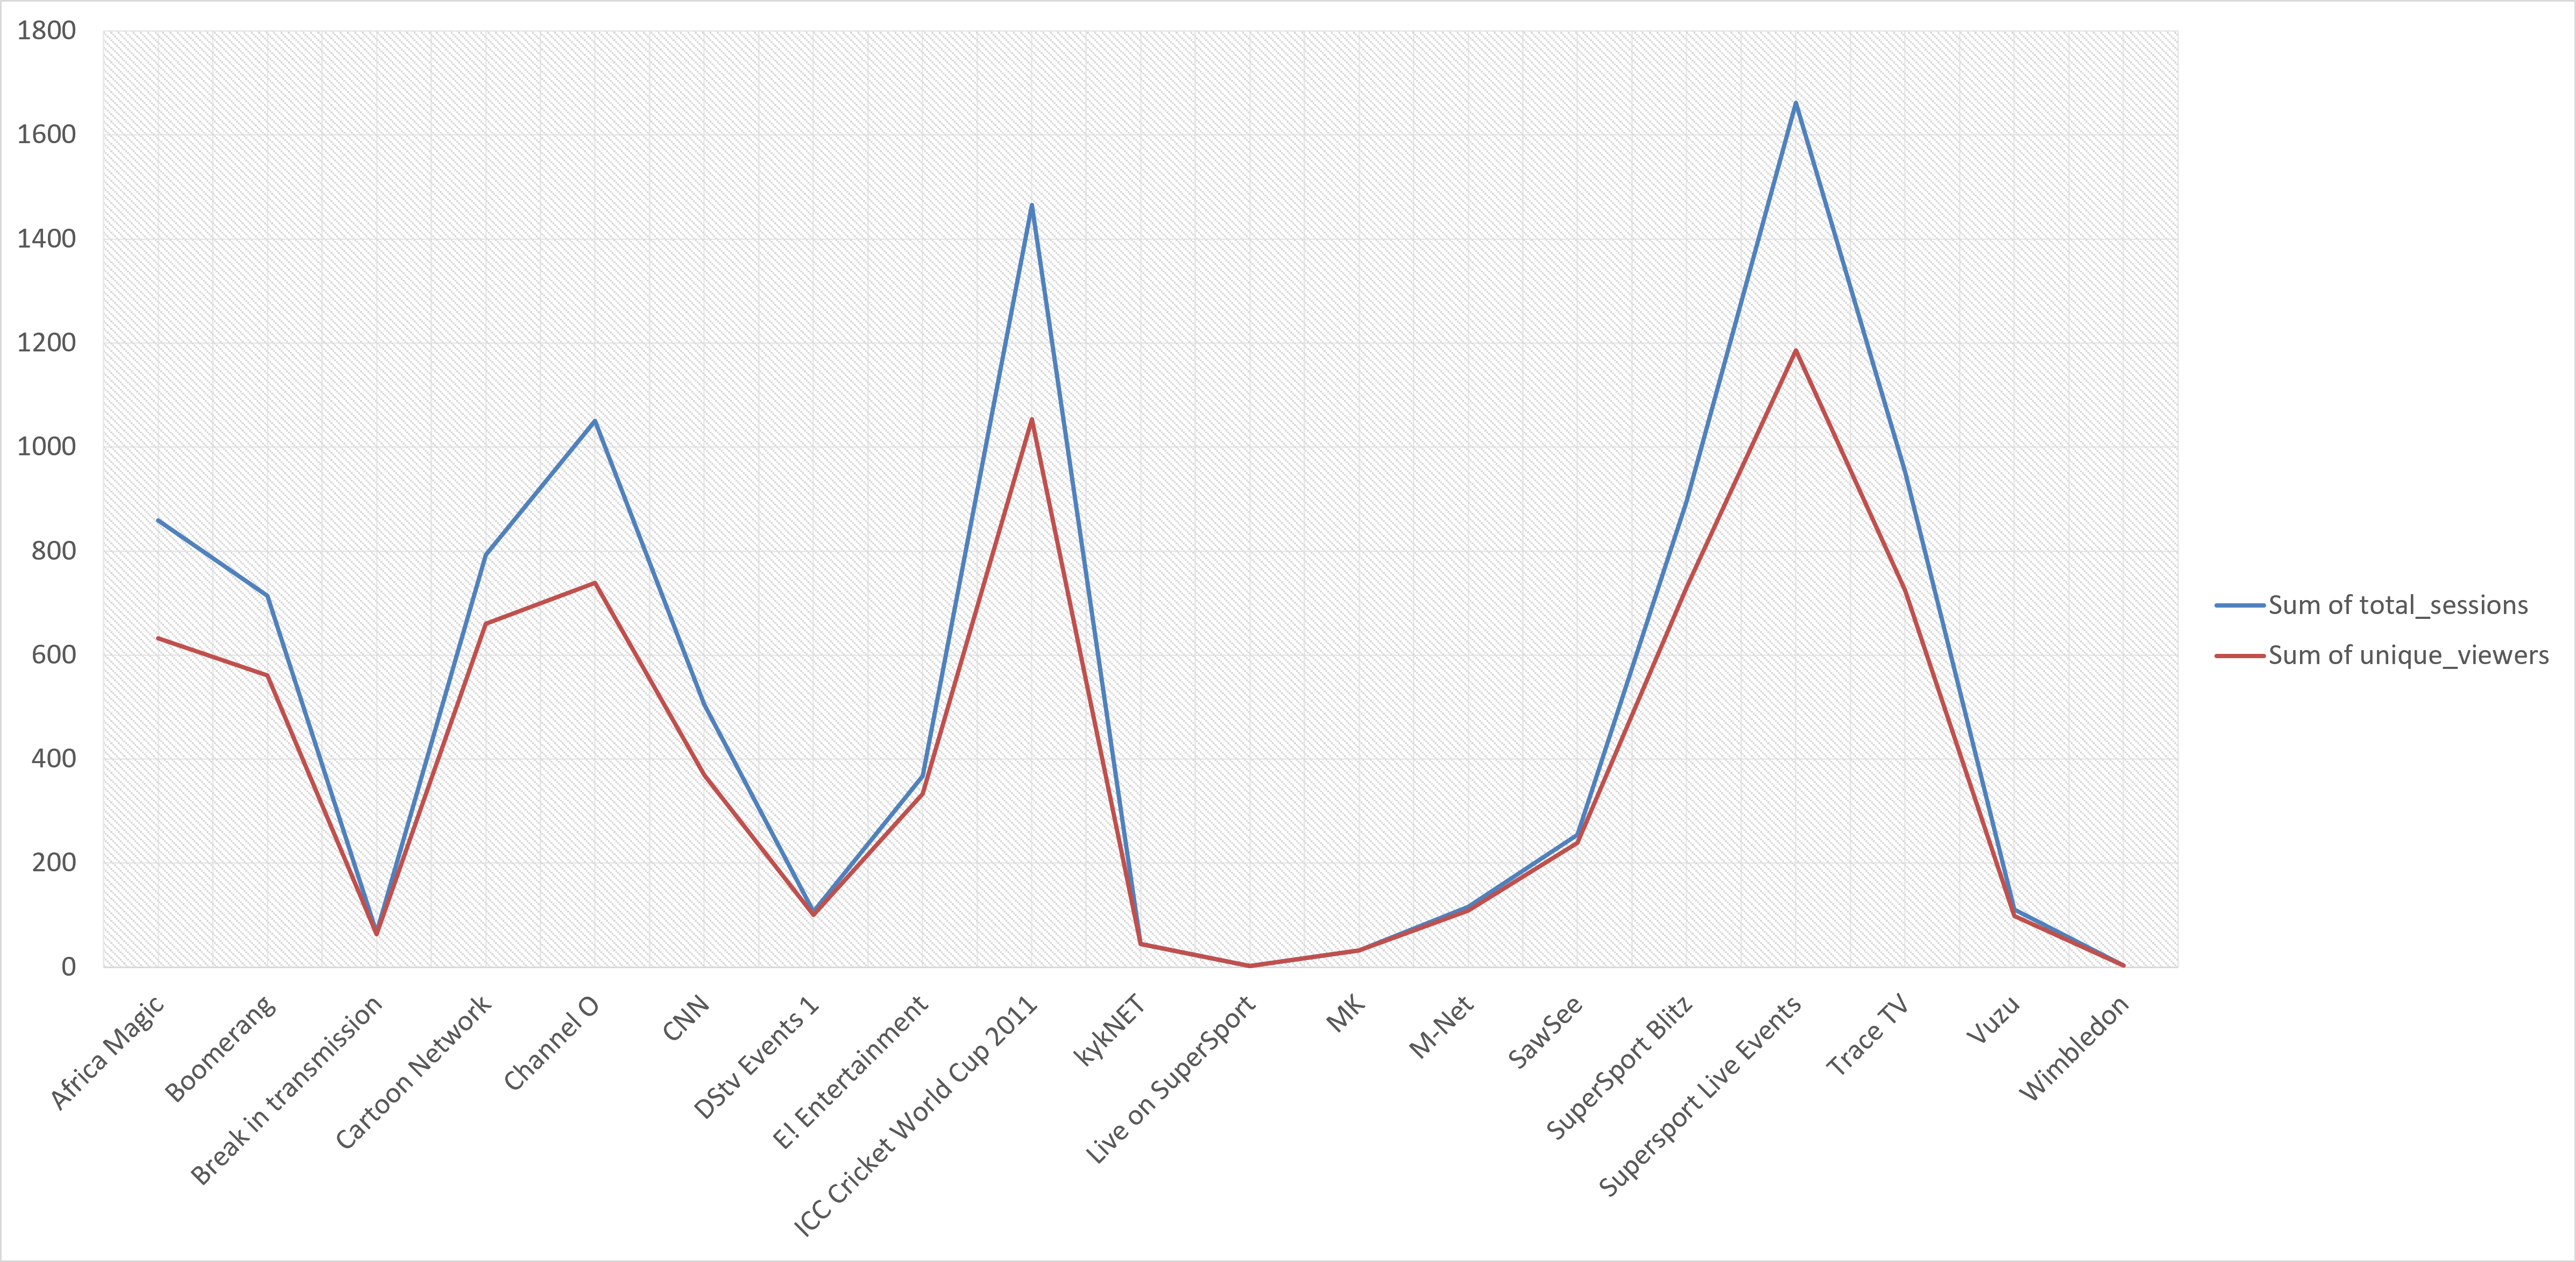 1800
1600
1400
1200
1000
800
600
400
200
0
Africa Magic
Boomerang
Break in transmission
Cartoon Network
Channel O
CNN
DStv Events 1
E! Entertainment
ICC Cricket World Cup 2011
kykNET
Live on SuperSport
MK
M-Net
SawSee
SuperSport Blitz
Supersport Live Events
Trace TV
Vuzu
Wimbledon
Sum of total_sessions
Sum of unique_viewers